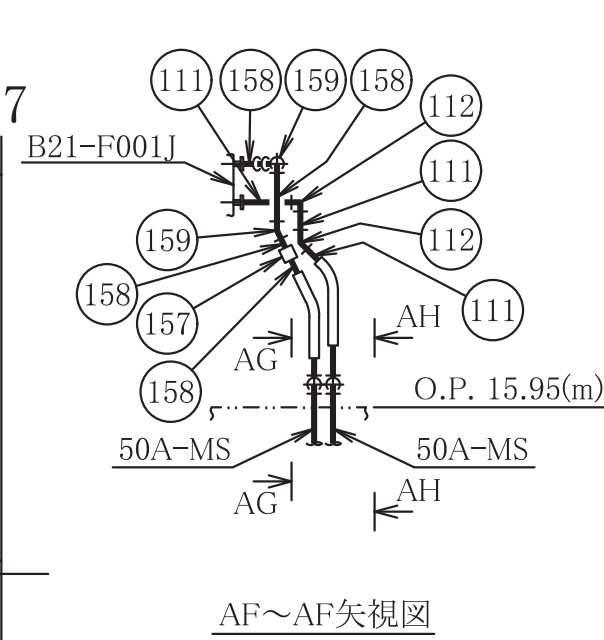 7
111
158
159
158
112
B21-F001J
111
159
112
158
111
157
158
AG
AH
O.P. 15.95(m)
50A-MS
50A-MS
AG
AH
AF～AF矢視図